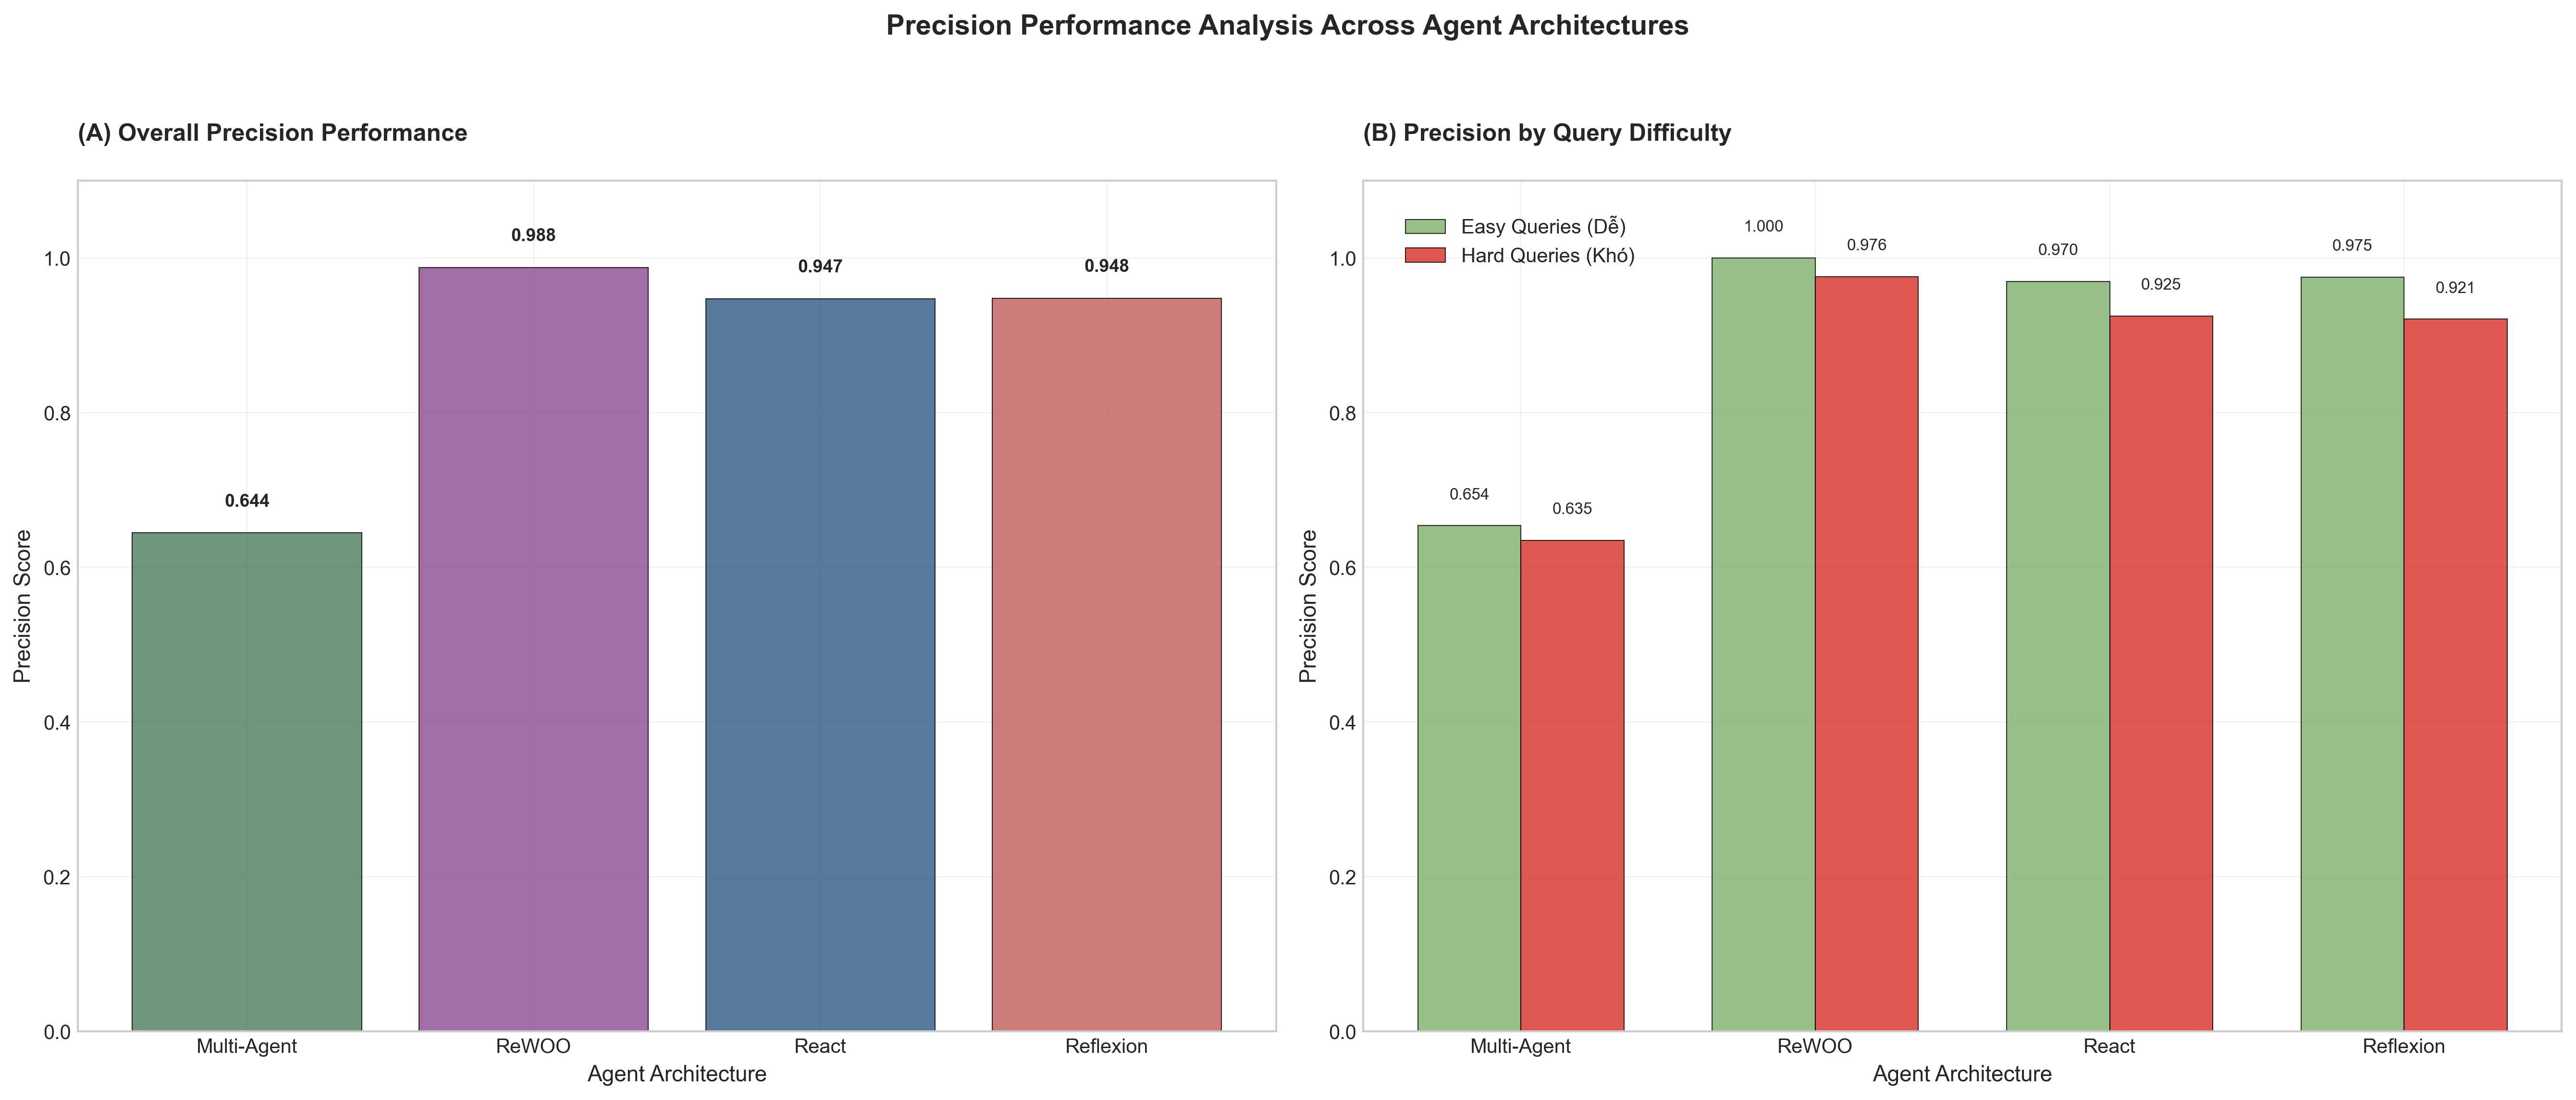 Precision Performance Analysis Across Agent Architectures
(A) Overall Precision Performance
Precision Score
1.0
0.8
0.6
0.4
0.2
0.0
0.644
0.988
0.947
0.948
Multi-Agent
ReWOO
React
Reflexion
Agent Architecture
(B) Precision by Query Difficulty
Easy Queries (Dễ)
Hard Queries (Khó)
Precision Score
1.0
0.8
0.6
0.4
0.2
0.0
0.654
0.635
1.000
0.976
0.970
0.925
0.975
0.921
Multi-Agent
ReWOO
React
Reflexion
Agent Architecture